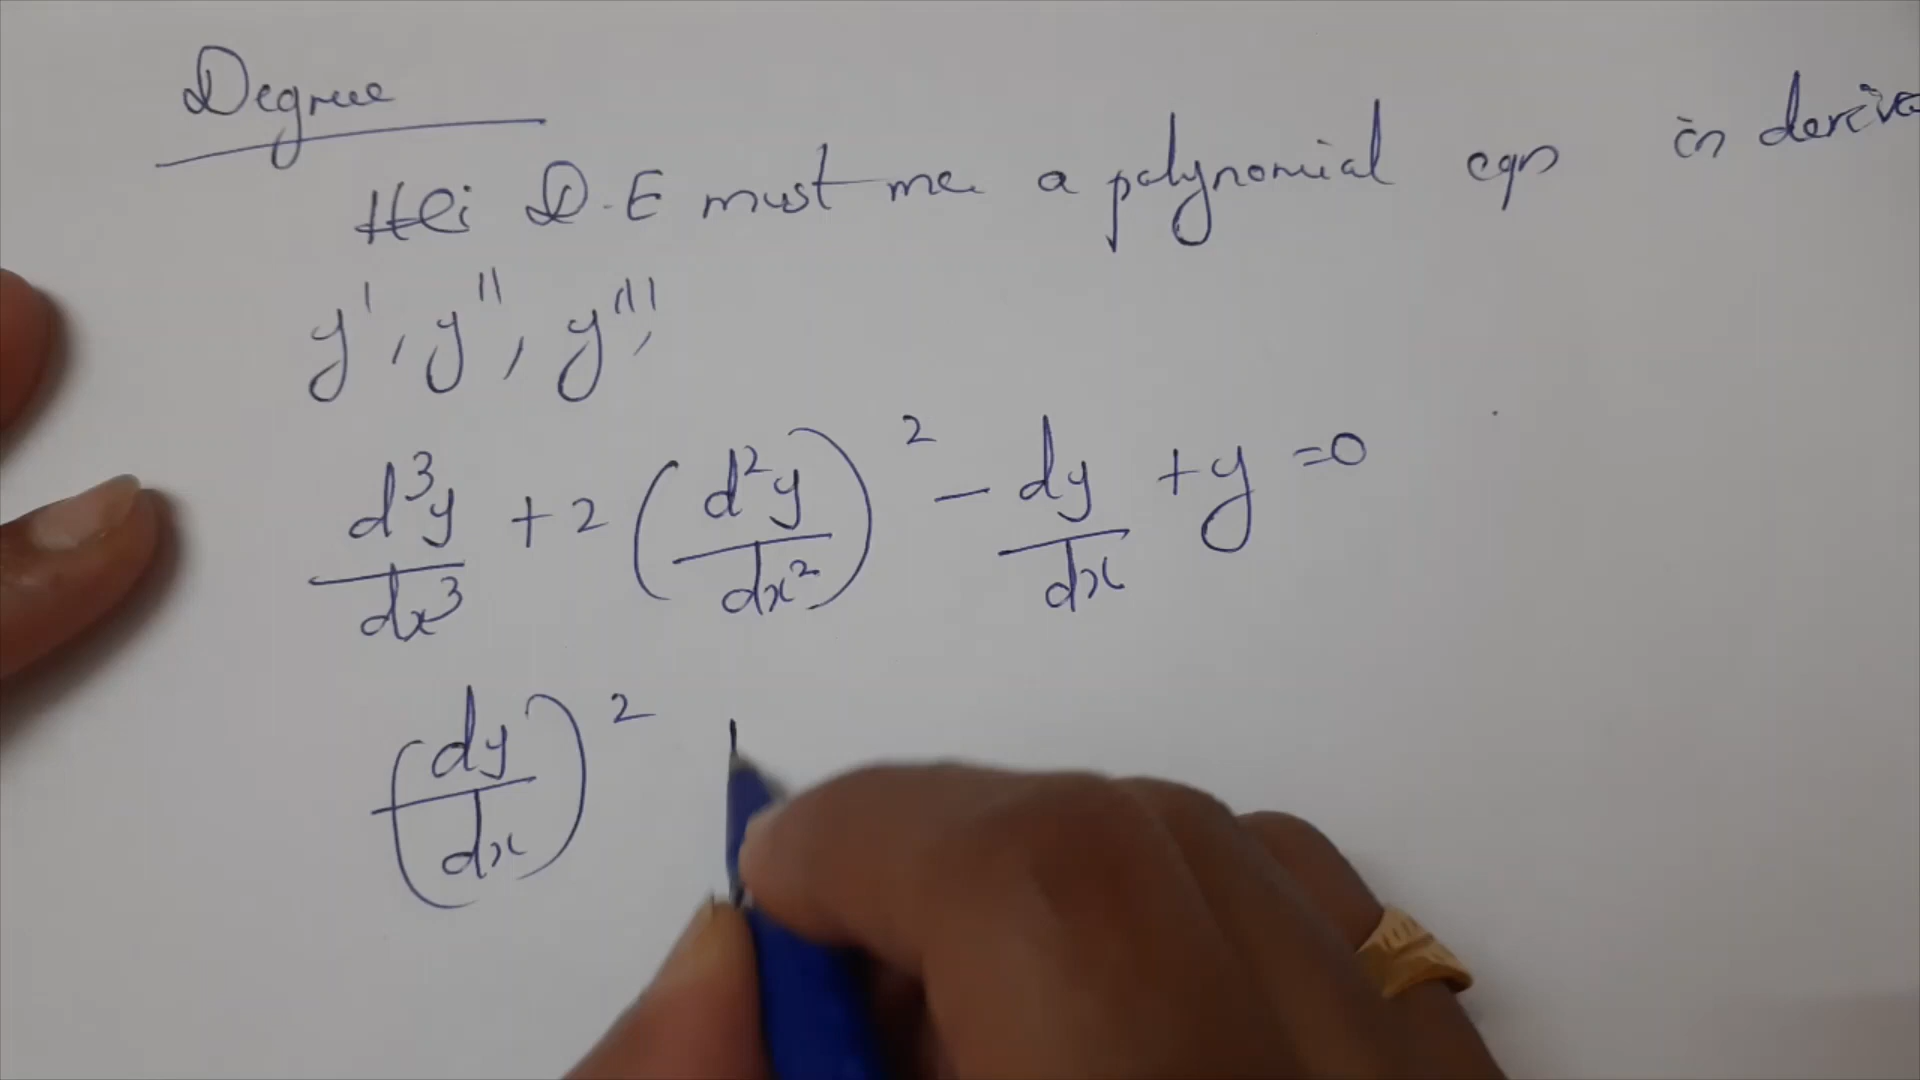 Degree
The D.E must me a polynomial eqn in deriva
y', y'', y''',
d³y/dx³ + 2(d²y/dx²)² - dy/dx + y = 0
(dy/dx)²